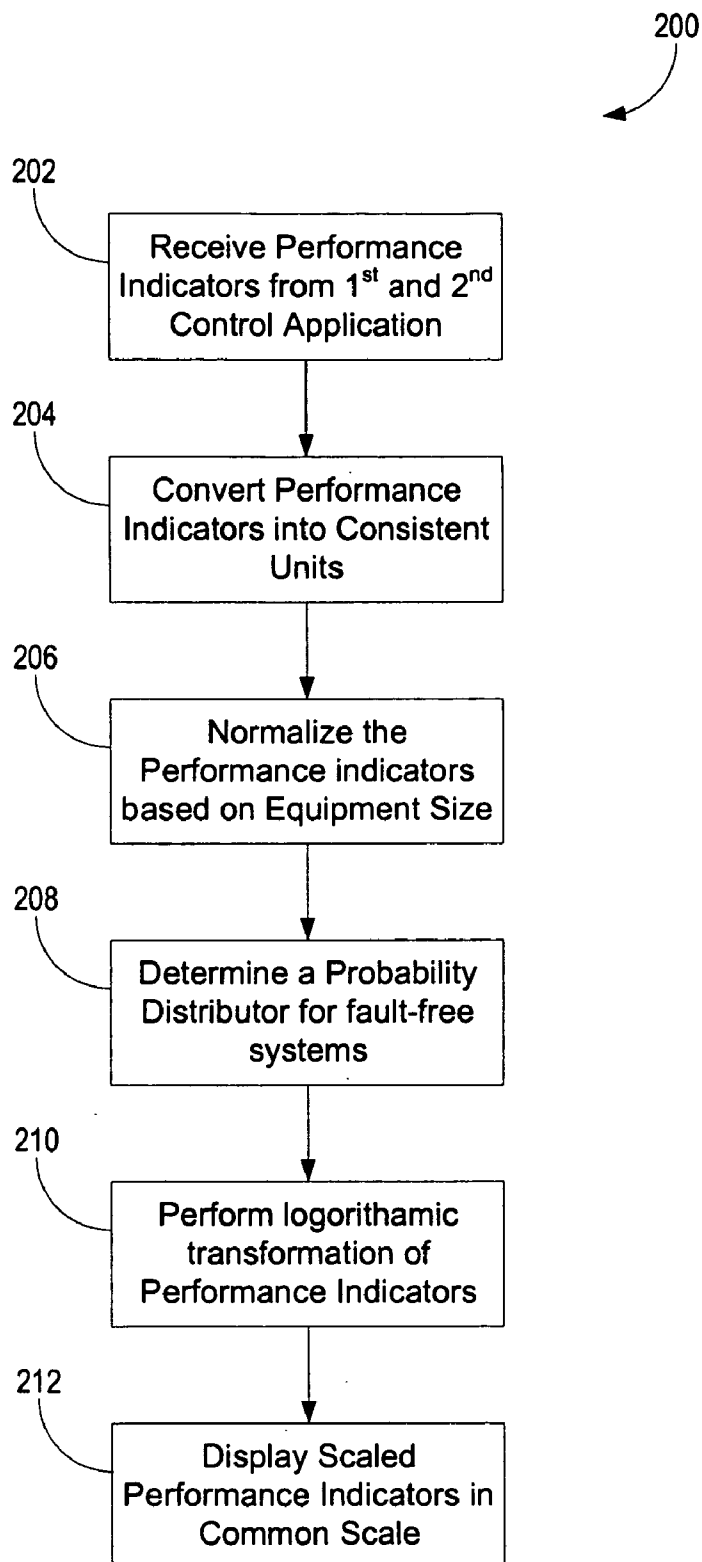 200
202
Receive Performance
Indicators from 1st and 2nd
Control Application
204
Convert Performance
Indicators into Consistent
Units
206
Normalize the
Performance indicators
based on Equipment Size
208
Determine a Probability
Distributor for fault-free
systems
210
Perform logorithamic
transformation of
Performance Indicators
212
Display Scaled
Performance Indicators in
Common Scale